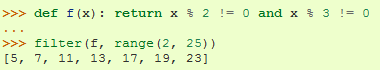 >>> def f(x): return x % 2 != 0 and x % 3 != 0
...
>>> filter(f, range(2, 25))
[5, 7, 11, 13, 17, 19, 23]